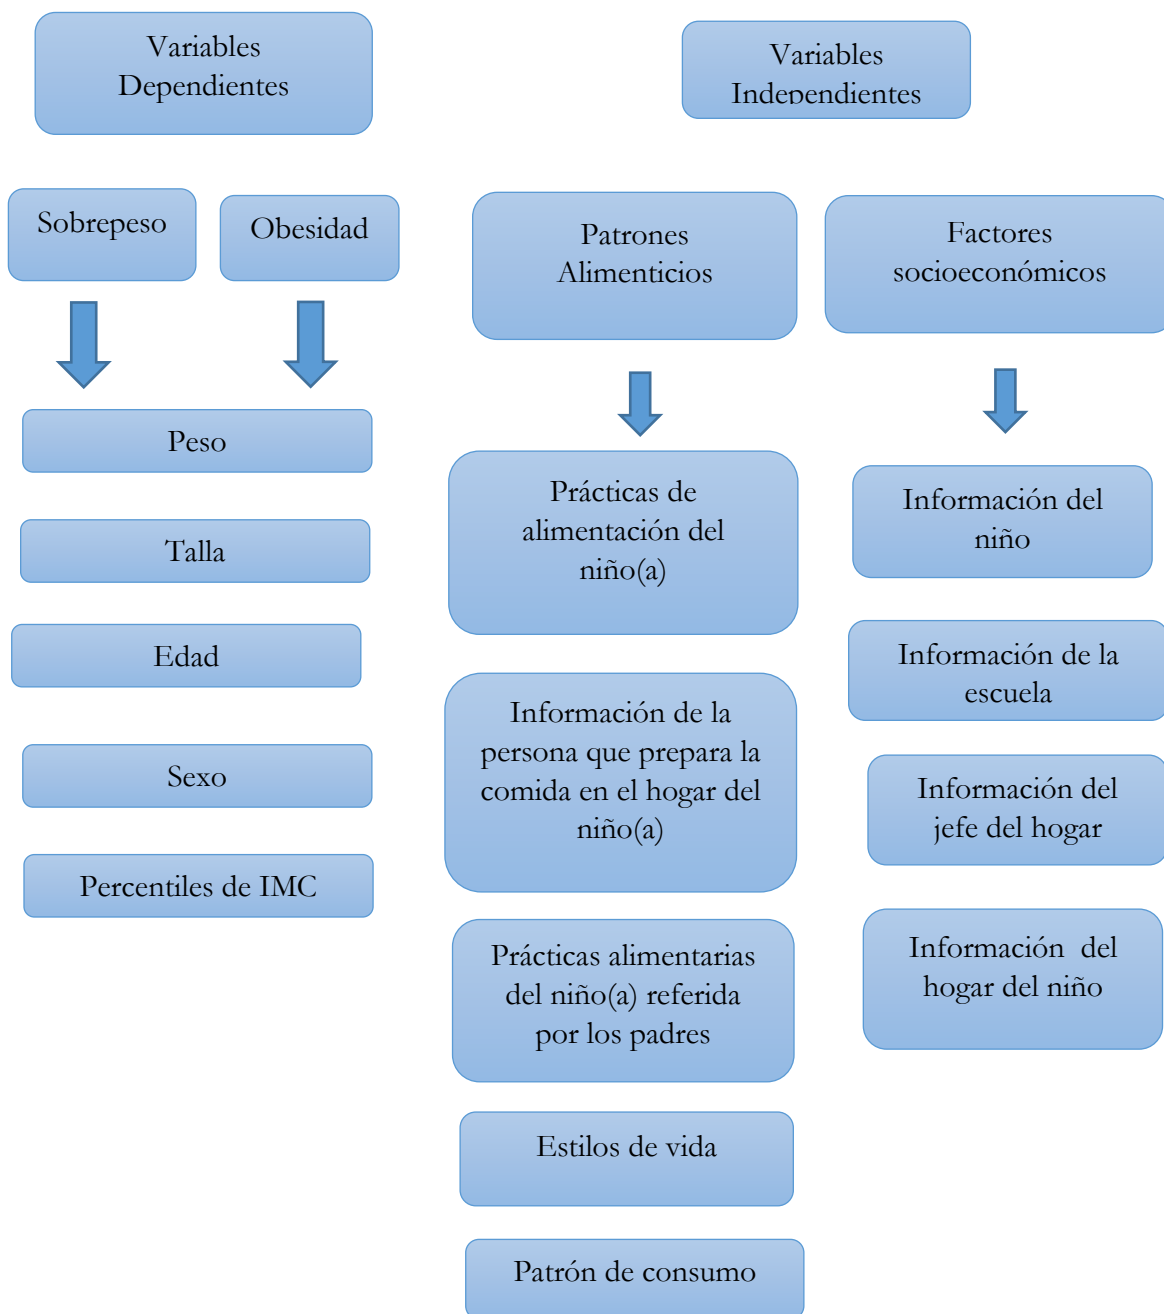 Variables
Dependientes
Variables
Independientes
Sobrepeso
Obesidad
Patrones
Alimenticios
Factores
socioeconómicos
Peso
Talla
Edad
Sexo
Percentiles de IMC
Prácticas de
alimentación del
niño(a)
Información de la
persona que prepara la
comida en el hogar del
niño(a)
Prácticas alimentarias
del niño(a) referida
por los padres
Estilos de vida
Patrón de consumo
Información del
niño
Información de la
escuela
Información del
jefe del hogar
Información del
hogar del niño